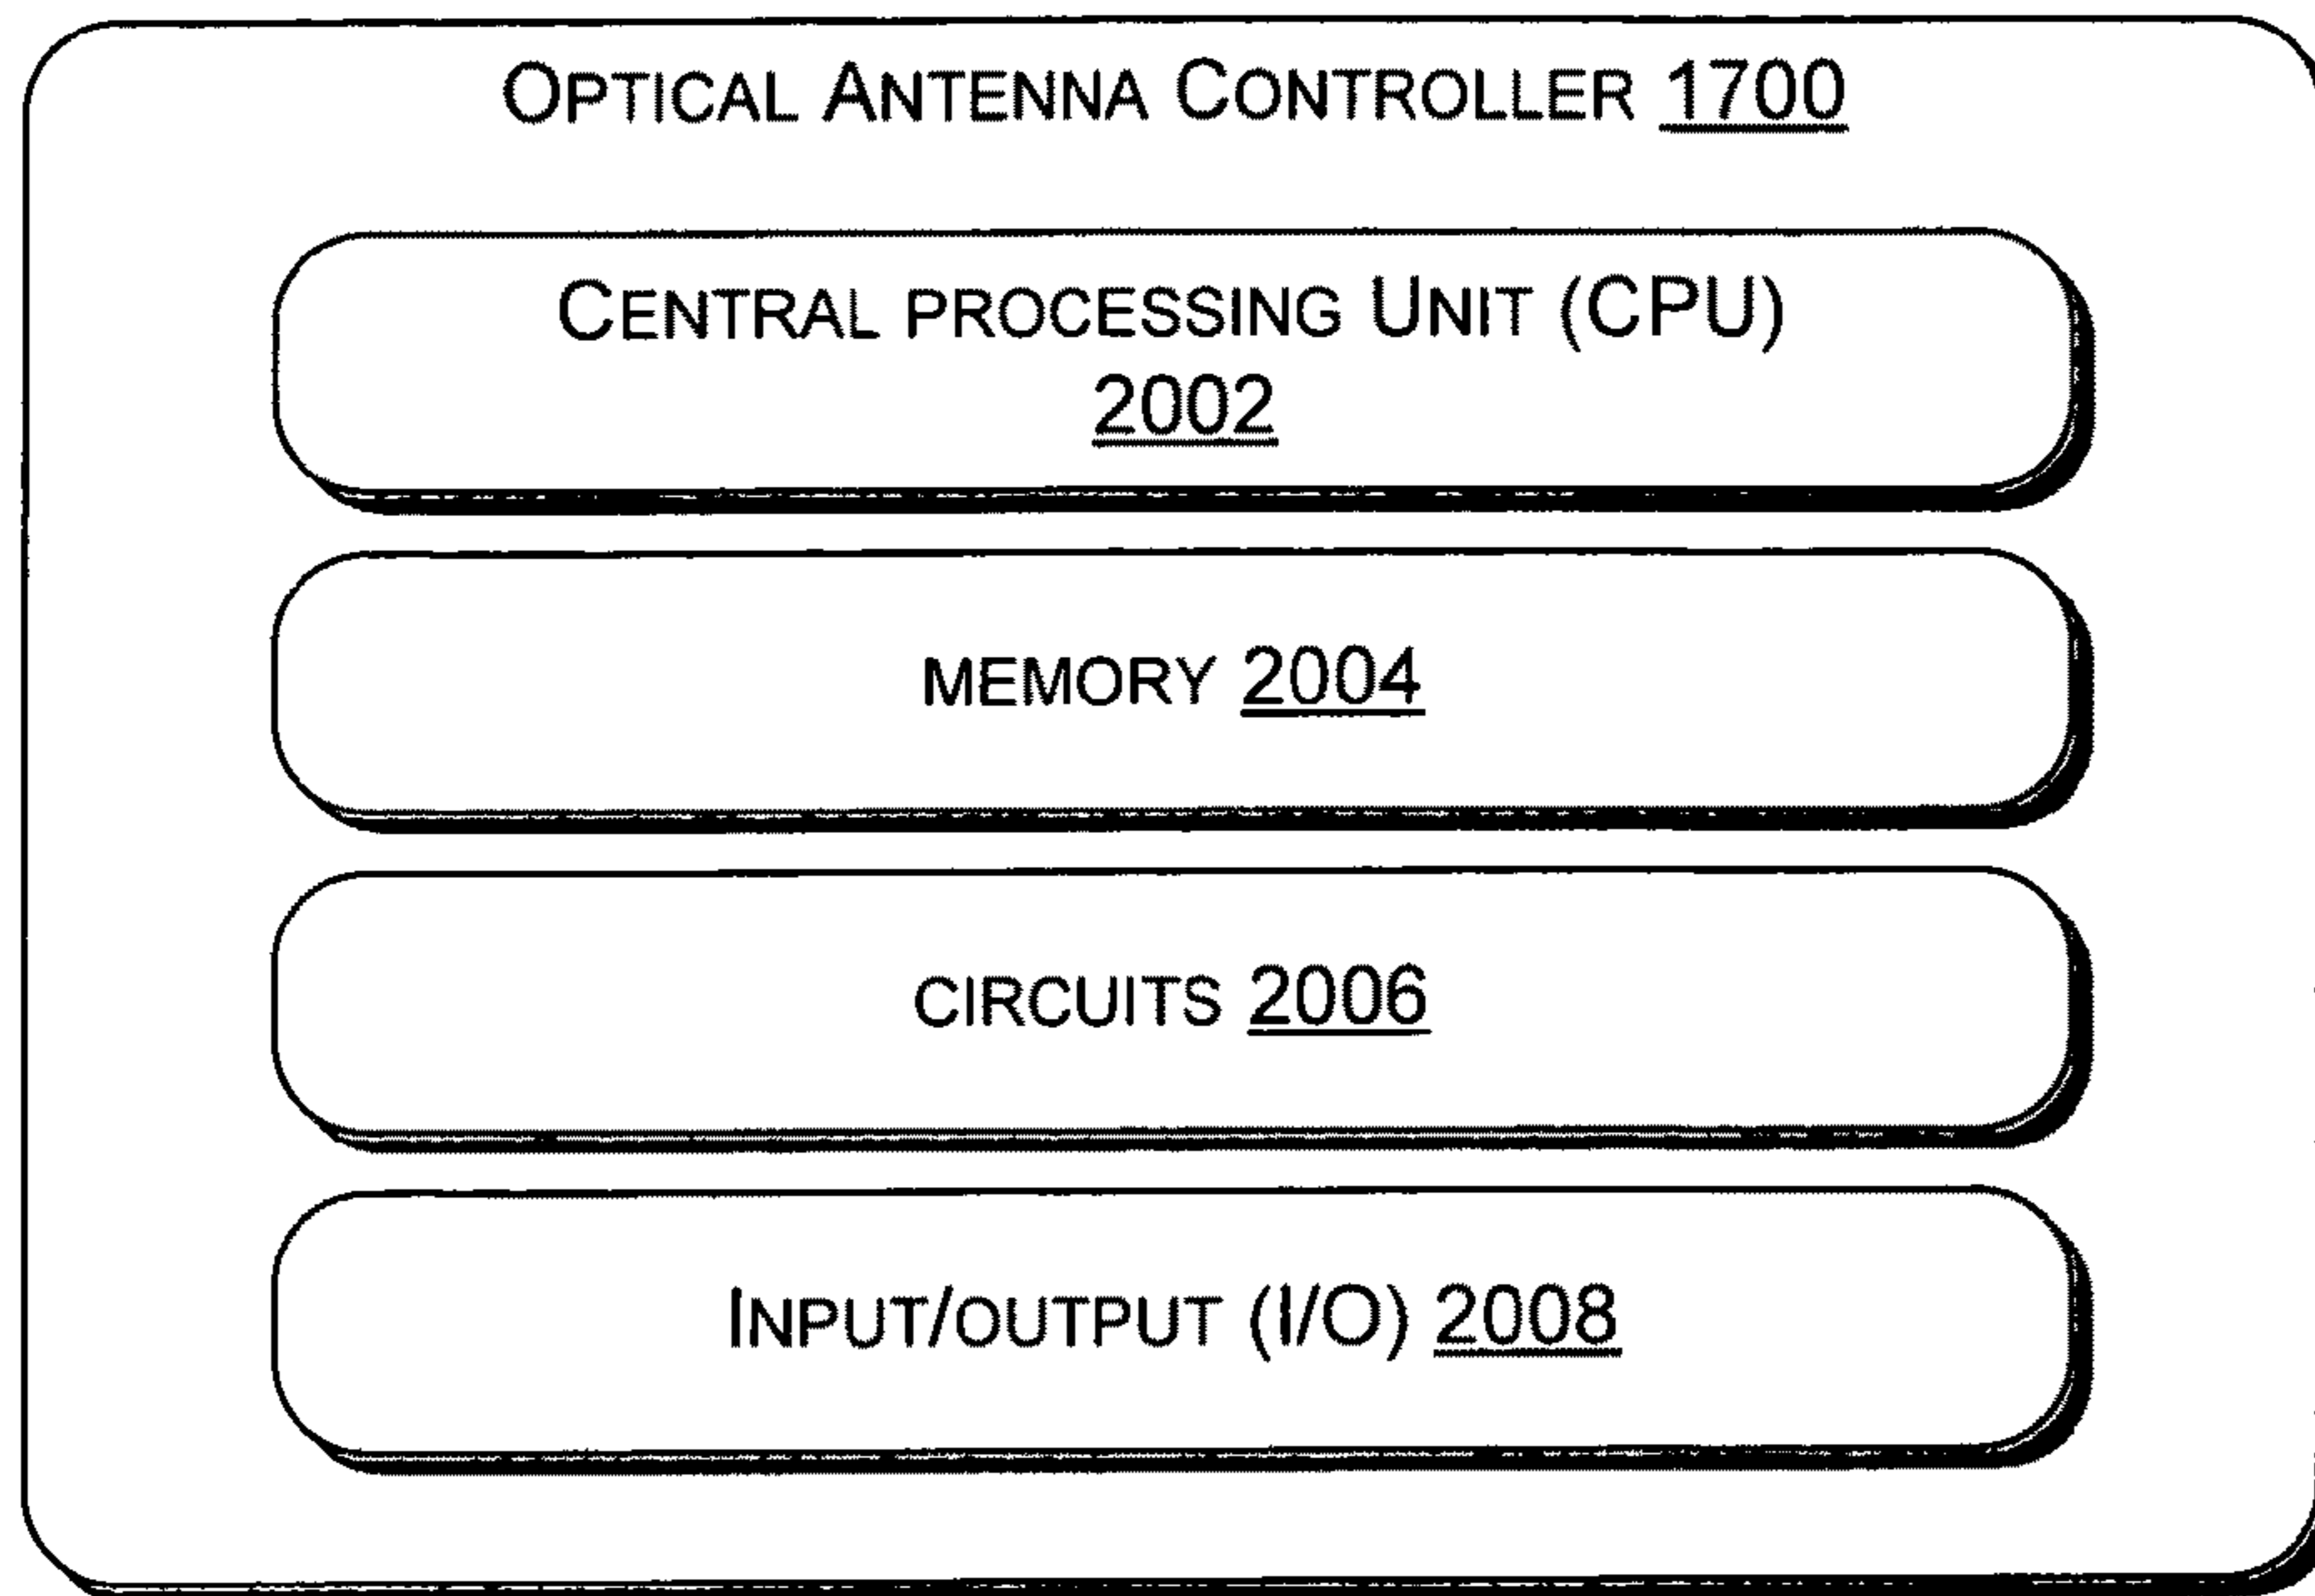 OPTICAL ANTENNA CONTROLLER 1700
CENTRAL PROCESSING UNIT (CPU)
2002
MEMORY 2004
CIRCUITS 2006
INPUT/OUTPUT (I/O) 2008